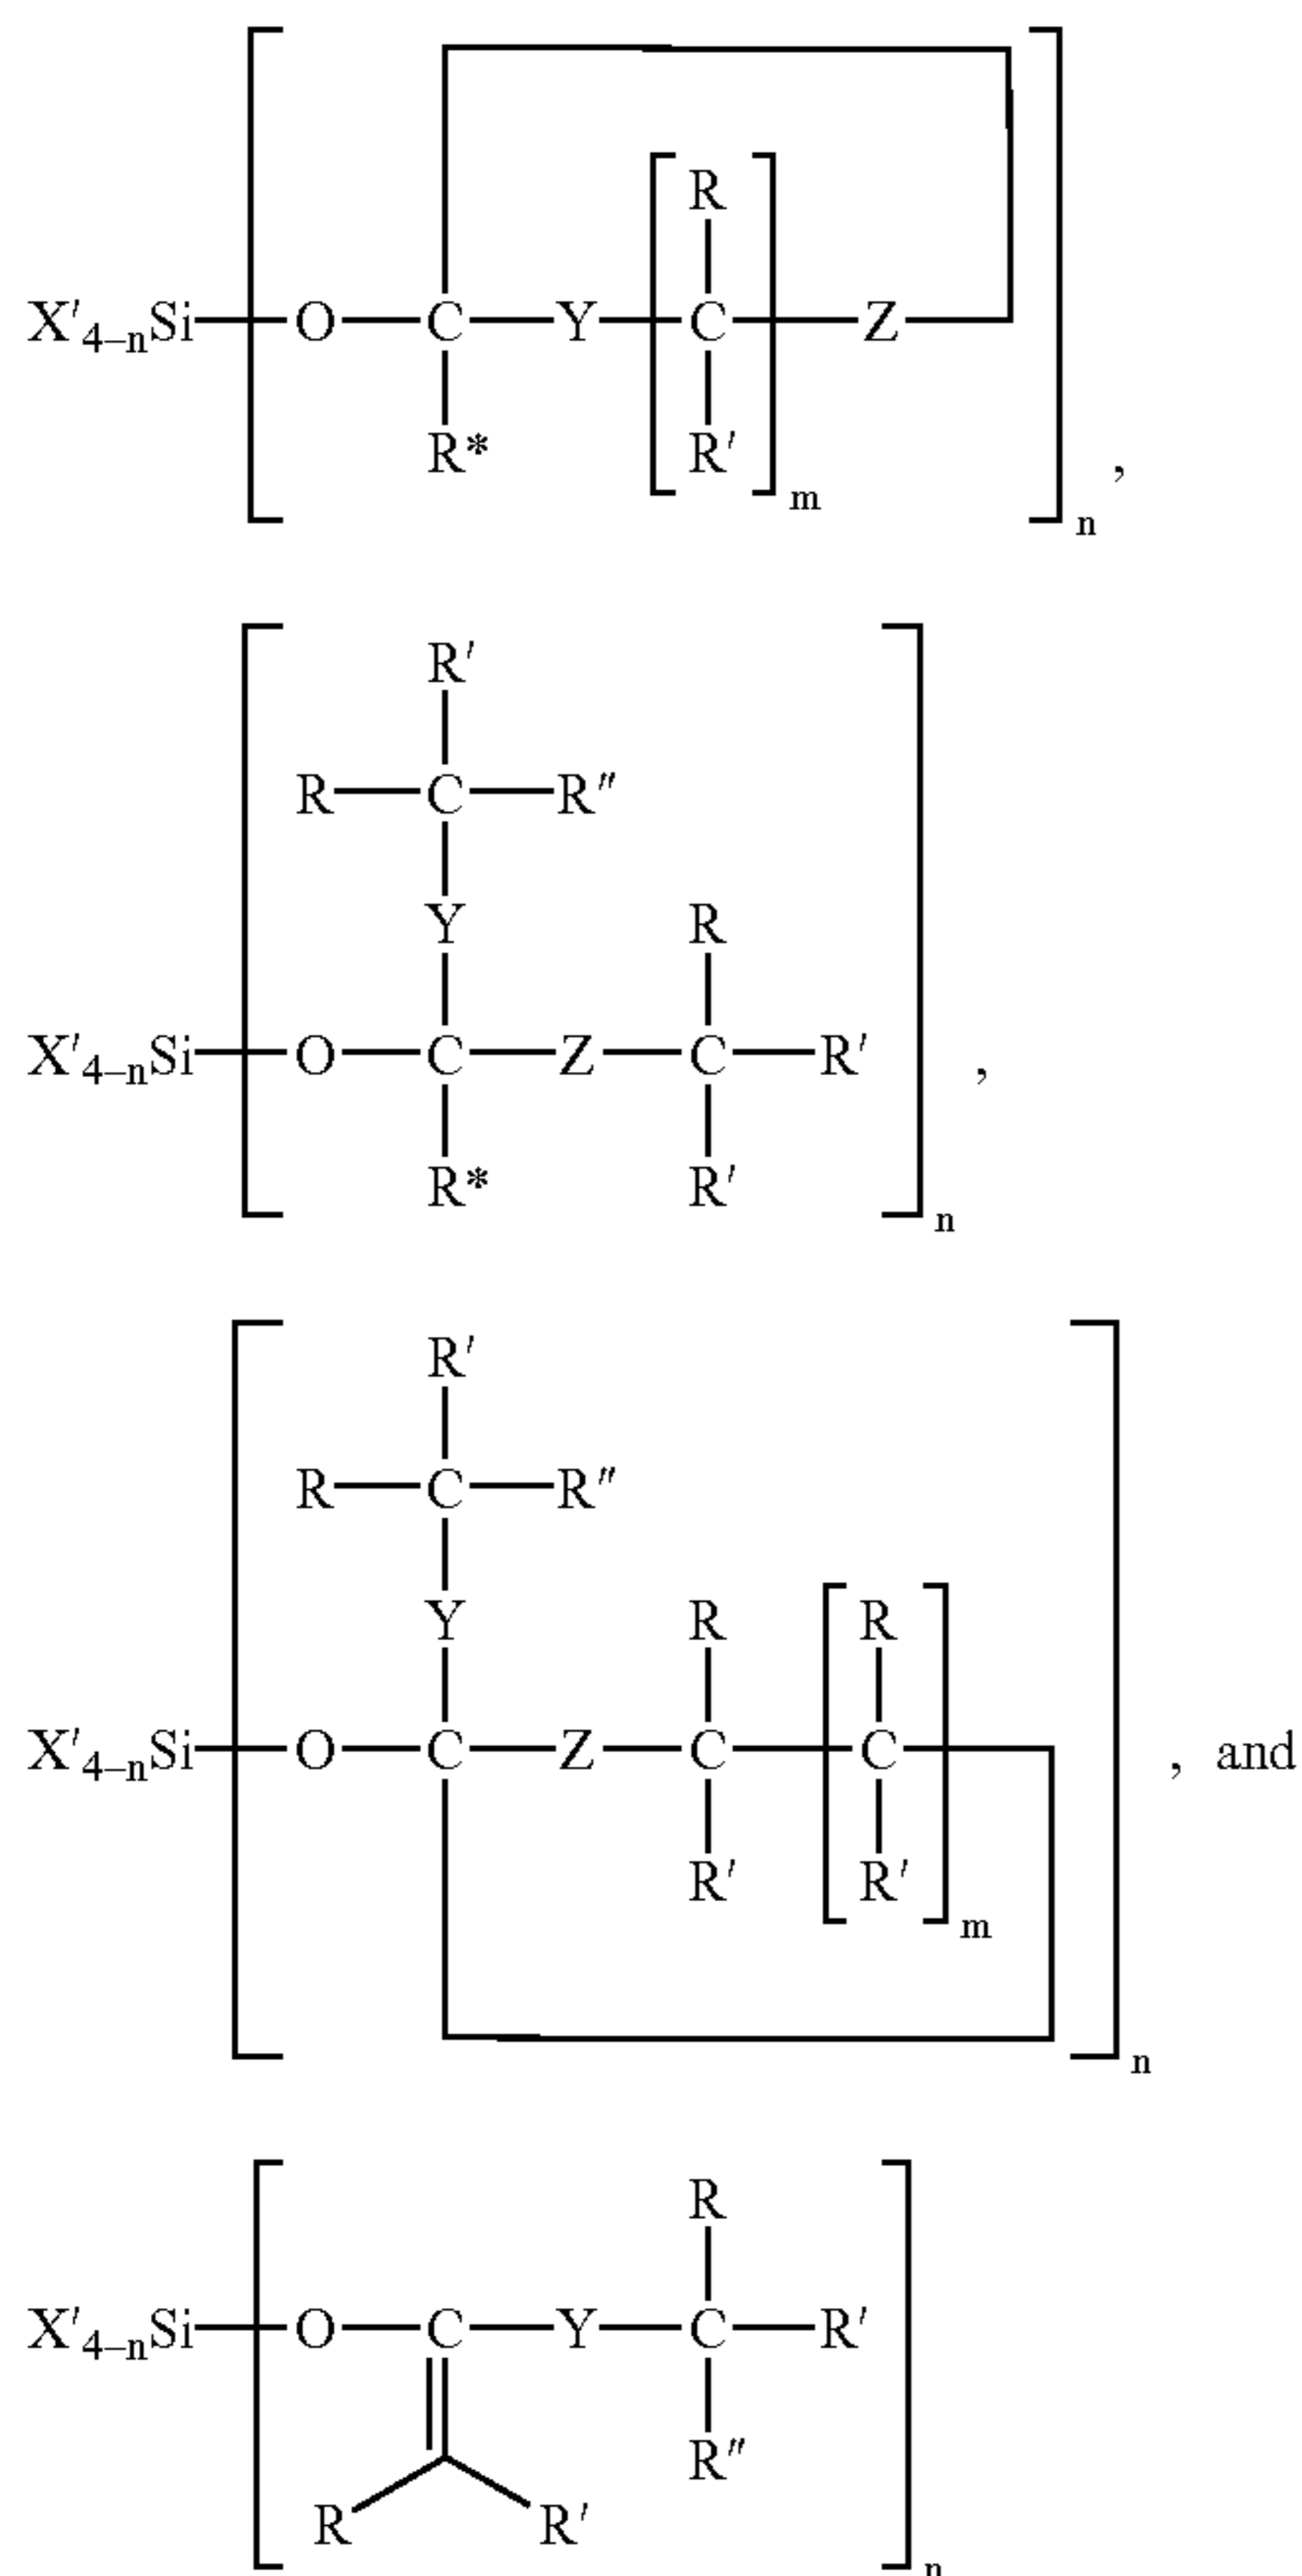 R
X′4–nSi—O—C—Y—C—Z
R* R′
m
n ,
R′
R—C—R″
Y R
X′4–nSi—O—C—Z—C—R′ ,
R* R′
n
R′
R—C—R″
Y R R
X′4–nSi—O—C—Z—C—C , and
R′ R′
m
n
R
X′4–nSi—O—C—Y—C—R′
R″
R R′
n